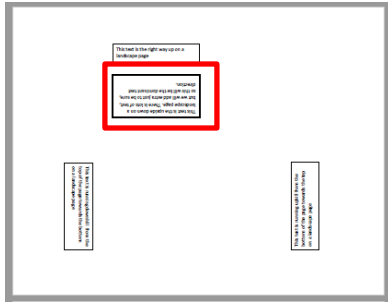 This text is the right way up on a
landscape page
This text is the upside down on a
landscape page. There is lots of text,
but we will add extra just to be sure,
so this will be the dominant text
direction.
This text is running downhill from the
top of the page towards the bottom
on a landscape page
This text is running uphill from the
bottom of the page towards the top
on a landscape page